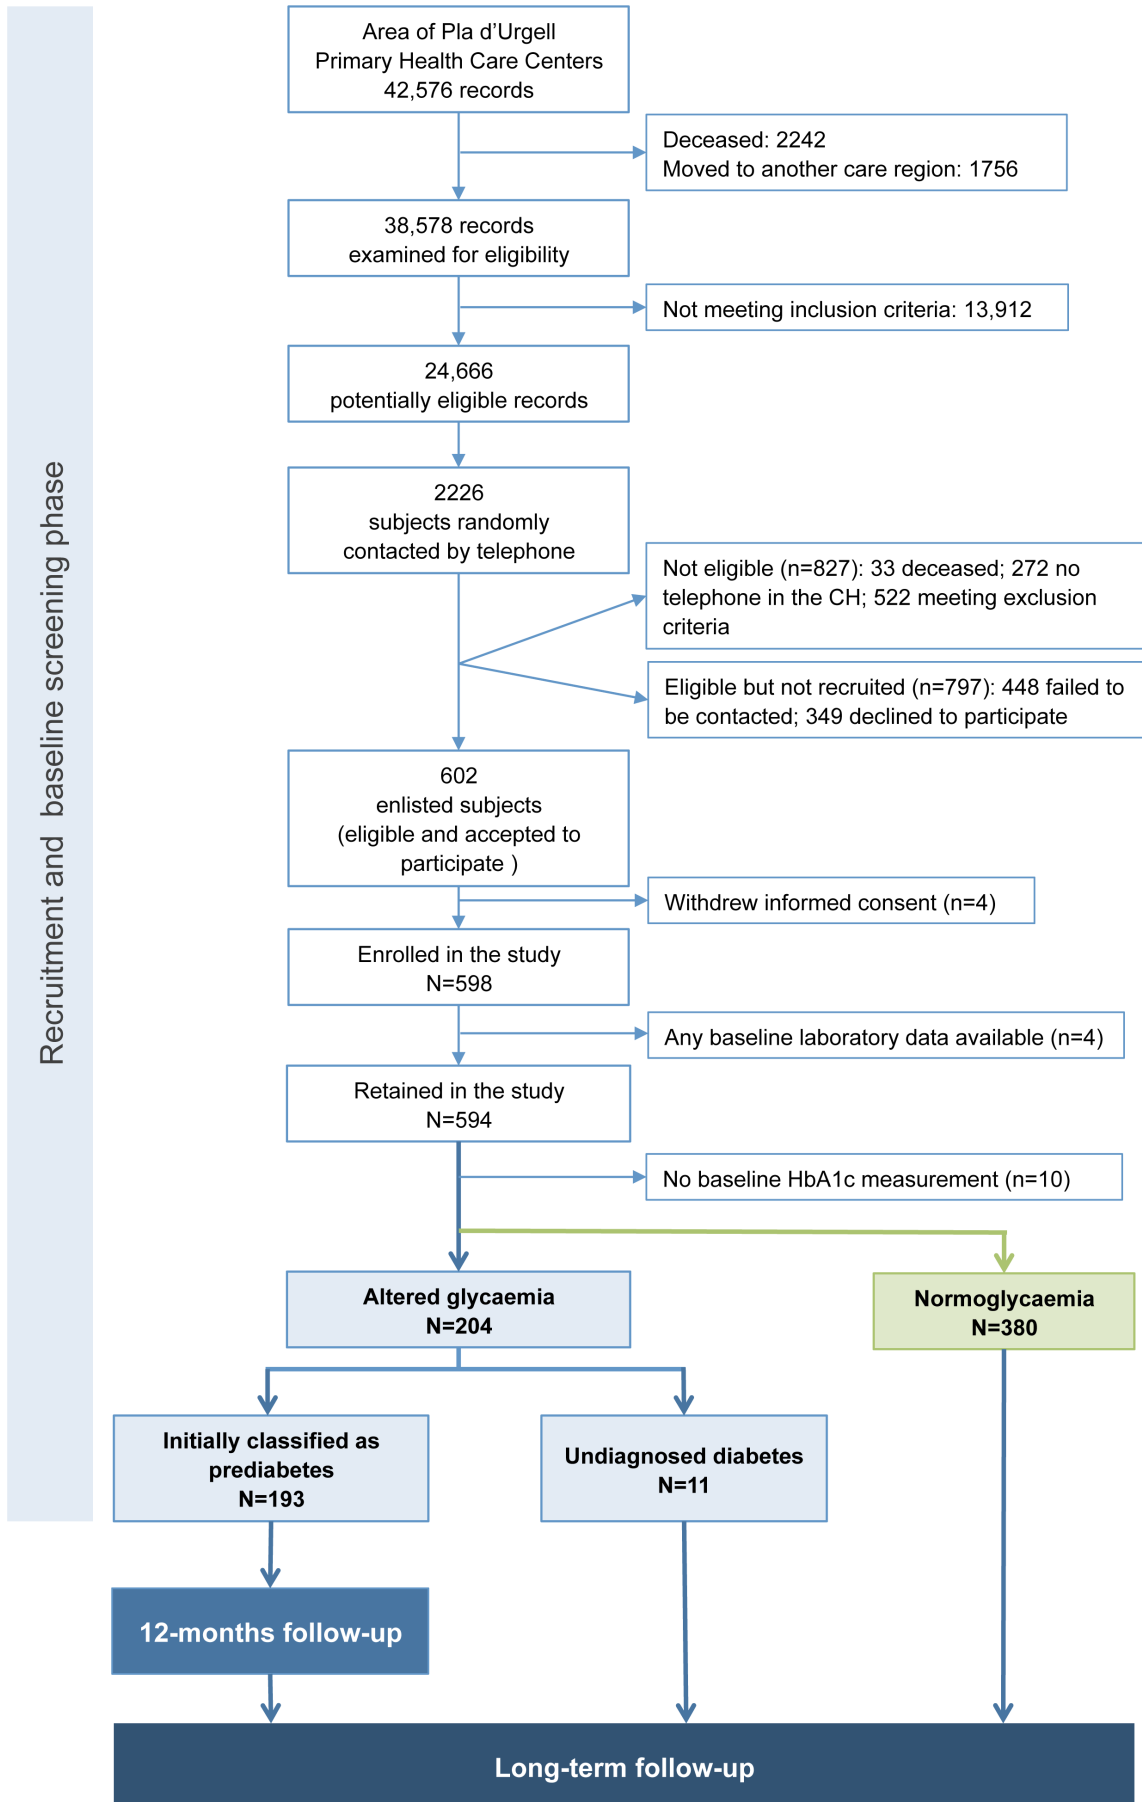 Recruitment and baseline screening phase
Area of Pla d’Urgell
Primary Health Care Centers
42,576 records
Deceased: 2242
Moved to another care region: 1756
38,578 records
examined for eligibility
Not meeting inclusion criteria: 13,912
24,666
potentially eligible records
2226
subjects randomly
contacted by telephone
Not eligible (n=827): 33 deceased; 272 no
telephone in the CH; 522 meeting exclusion
criteria
Eligible but not recruited (n=797): 448 failed to
be contacted; 349 declined to participate
602
enlisted subjects
(eligible and accepted to
participate )
Withdrew informed consent (n=4)
Enrolled in the study
N=598
Any baseline laboratory data available (n=4)
Retained in the study
N=594
No baseline HbA1c measurement (n=10)
Altered glycaemia
N=204
Normoglycaemia
N=380
Initially classified as
prediabetes
N=193
Undiagnosed diabetes
N=11
12-months follow-up
Long-term follow-up